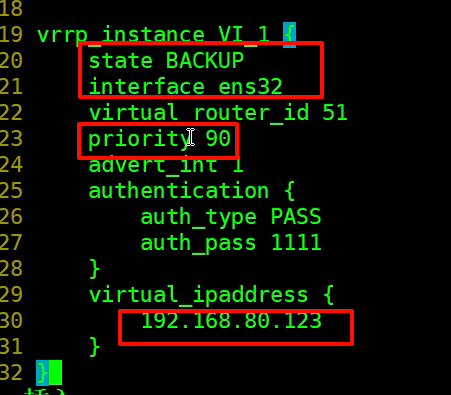 18
19 vrrp_instance VI_1 {
20     state BACKUP
21     interface ens32
22     virtual_router_id 51
23     priority 90
24     advert_int 1
25     authentication {
26         auth_type PASS
27         auth_pass 1111
28     }
29     virtual_ipaddress {
30         192.168.80.123
31     }
32 }